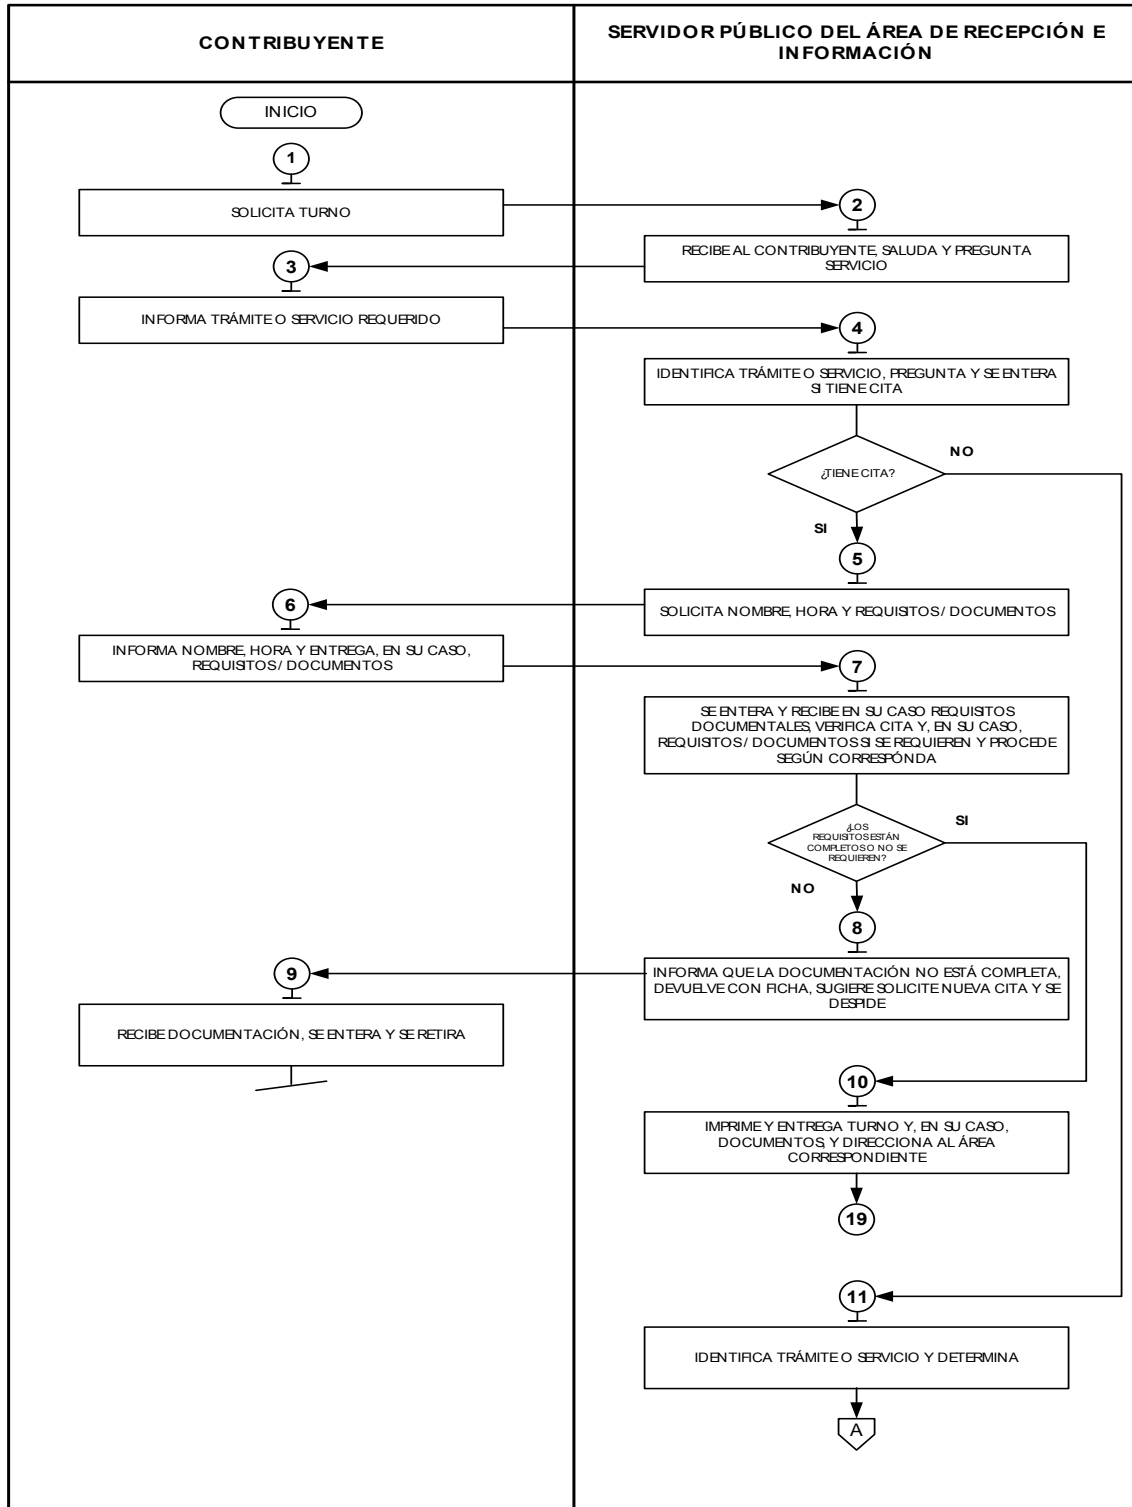 CONTRIBUYENTE
SERVIDOR PÚBLICO DEL ÁREA DE RECEPCIÓN E
INFORMACIÓN
INICIO
1
SOLICITA TURNO
2
RECIBE AL CONTRIBUYENTE, SALUDA Y PREGUNTA
SERVICIO
3
INFORMA TRÁMITE O SERVICIO REQUERIDO
4
IDENTIFICA TRÁMITE O SERVICIO, PREGUNTA Y SE ENTERA
SI TIENE CITA
¿TIENE CITA?
NO
SI
5
SOLICITA NOMBRE, HORA Y REQUISITOS / DOCUMENTOS
6
INFORMA NOMBRE, HORA Y ENTREGA, EN SU CASO,
REQUISITOS / DOCUMENTOS
7
SE ENTERA Y RECIBE EN SU CASO REQUISITOS
DOCUMENTALES, VERIFICA CITA Y, EN SU CASO,
REQUISITOS / DOCUMENTOS SI SE REQUIEREN Y PROCEDE
SEGÚN CORRESPÓNDA
¿LOS
REQUISITOS ESTÁN
COMPLETOS O NO SE
REQUIEREN?
SI
NO
8
INFORMA QUE LA DOCUMENTACIÓN NO ESTÁ COMPLETA,
DEVUELVE CON FICHA, SUGIERE SOLICITE NUEVA CITA Y SE
DESPIDE
9
RECIBE DOCUMENTACIÓN, SE ENTERA Y SE RETIRA
10
IMPRIME Y ENTREGA TURNO Y, EN SU CASO,
DOCUMENTOS, Y DIRECCIONA AL ÁREA
CORRESPONDIENTE
19
11
IDENTIFICA TRÁMITE O SERVICIO Y DETERMINA
A